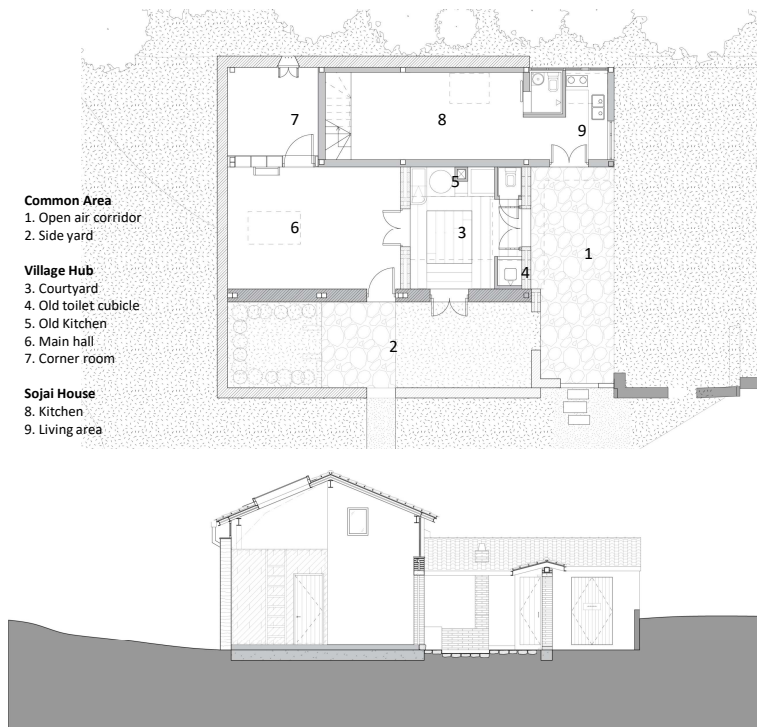 7
8
9
5
6
3
1
4
2
Common Area
1. Open air corridor
2. Side yard
Village Hub
3. Courtyard
4. Old toilet cubicle
5. Old Kitchen
6. Main hall
7. Corner room
Sojai House
8. Kitchen
9. Living area